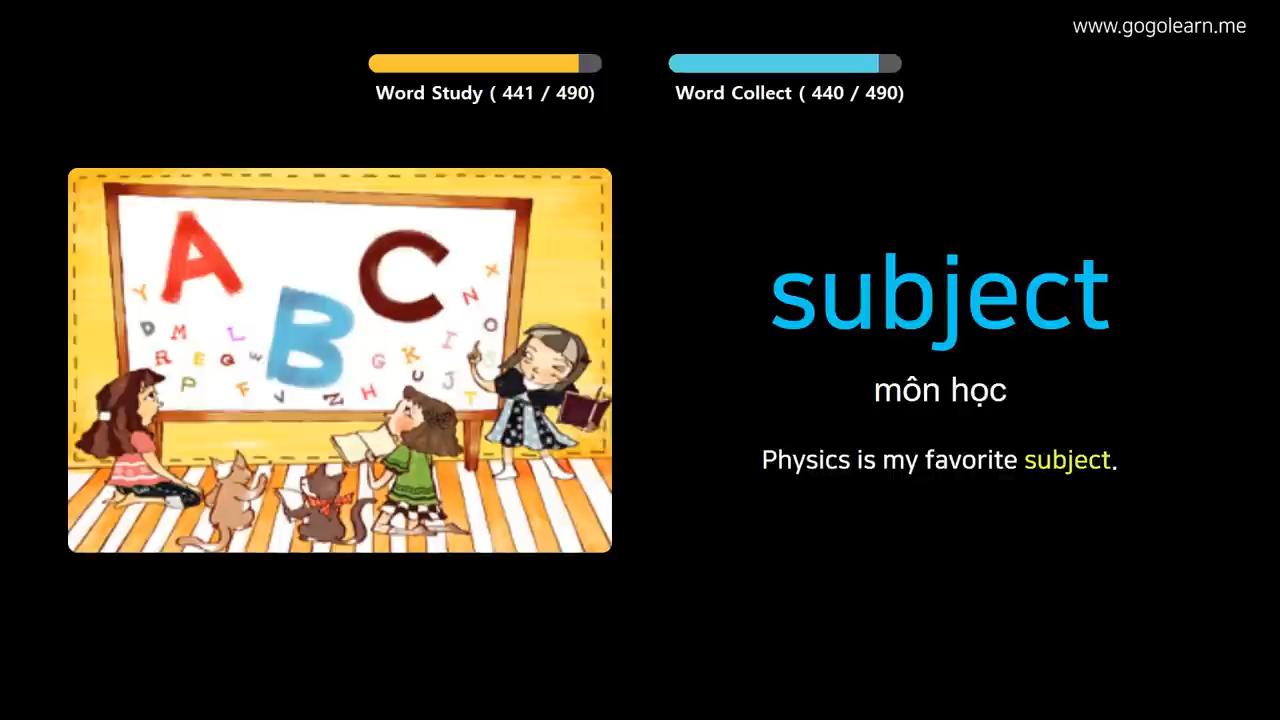 www.gogolearn.me
Word Study ( 441 / 490)
Word Collect ( 440 / 490)
A
C
B
Y
X
N
D
M
L
O
I
R
E
Q
W
G
K
S
P
F
V
Z
H
U
J
T
subject
môn học
Physics is my favorite subject.